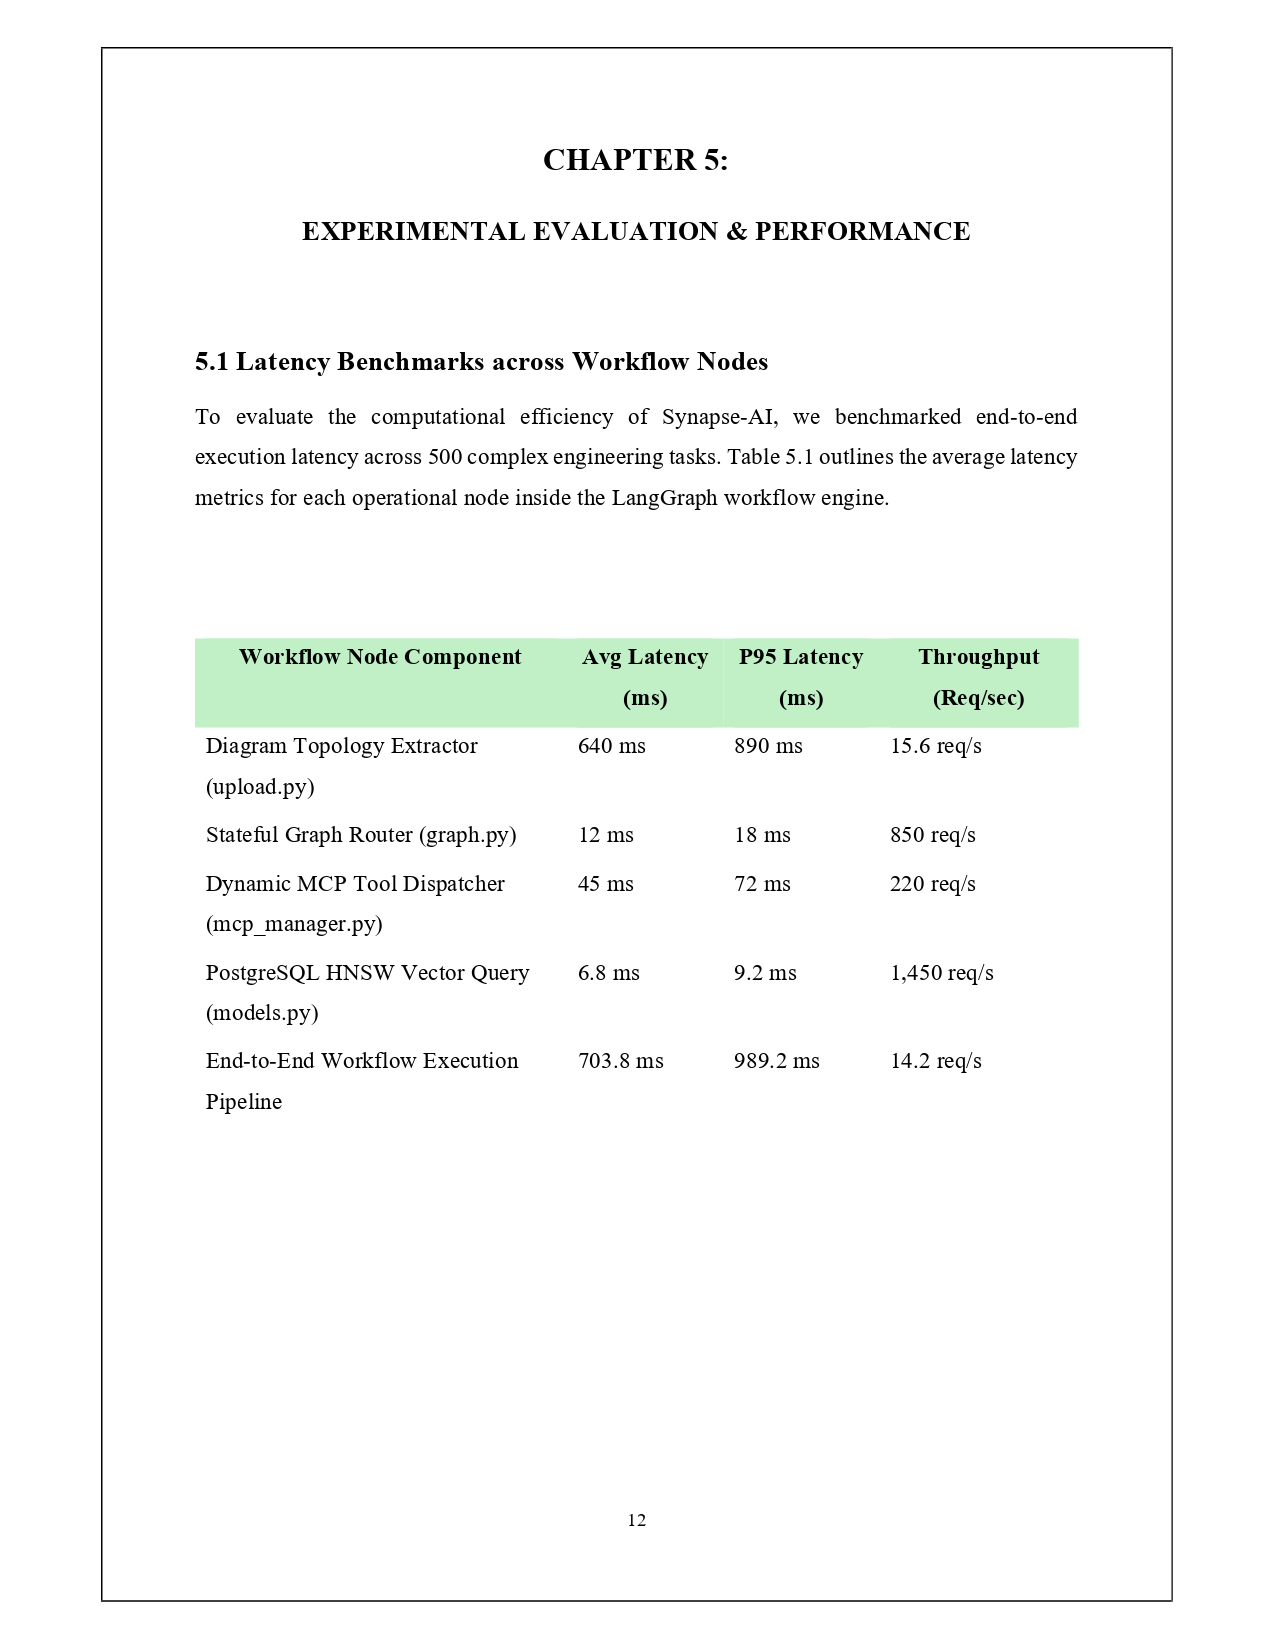 CHAPTER 5:
EXPERIMENTAL EVALUATION & PERFORMANCE
5.1 Latency Benchmarks across Workflow Nodes
To evaluate the computational efficiency of Synapse-AI, we benchmarked end-to-end
execution latency across 500 complex engineering tasks. Table 5.1 outlines the average latency
metrics for each operational node inside the LangGraph workflow engine.
Workflow Node Component Avg Latency P95 Latency Throughput
(ms) (ms) (Req/sec)
Diagram Topology Extractor 640 ms 890 ms 15.6 req/s
(upload.py)
Stateful Graph Router (graph.py) 12 ms 18 ms 850 req/s
Dynamic MCP Tool Dispatcher 45 ms 72 ms 220 req/s
(mcp_manager.py)
PostgreSQL HNSW Vector Query 6.8 ms 9.2 ms 1,450 req/s
(models.py)
End-to-End Workflow Execution 703.8 ms 989.2 ms 14.2 req/s
Pipeline
12